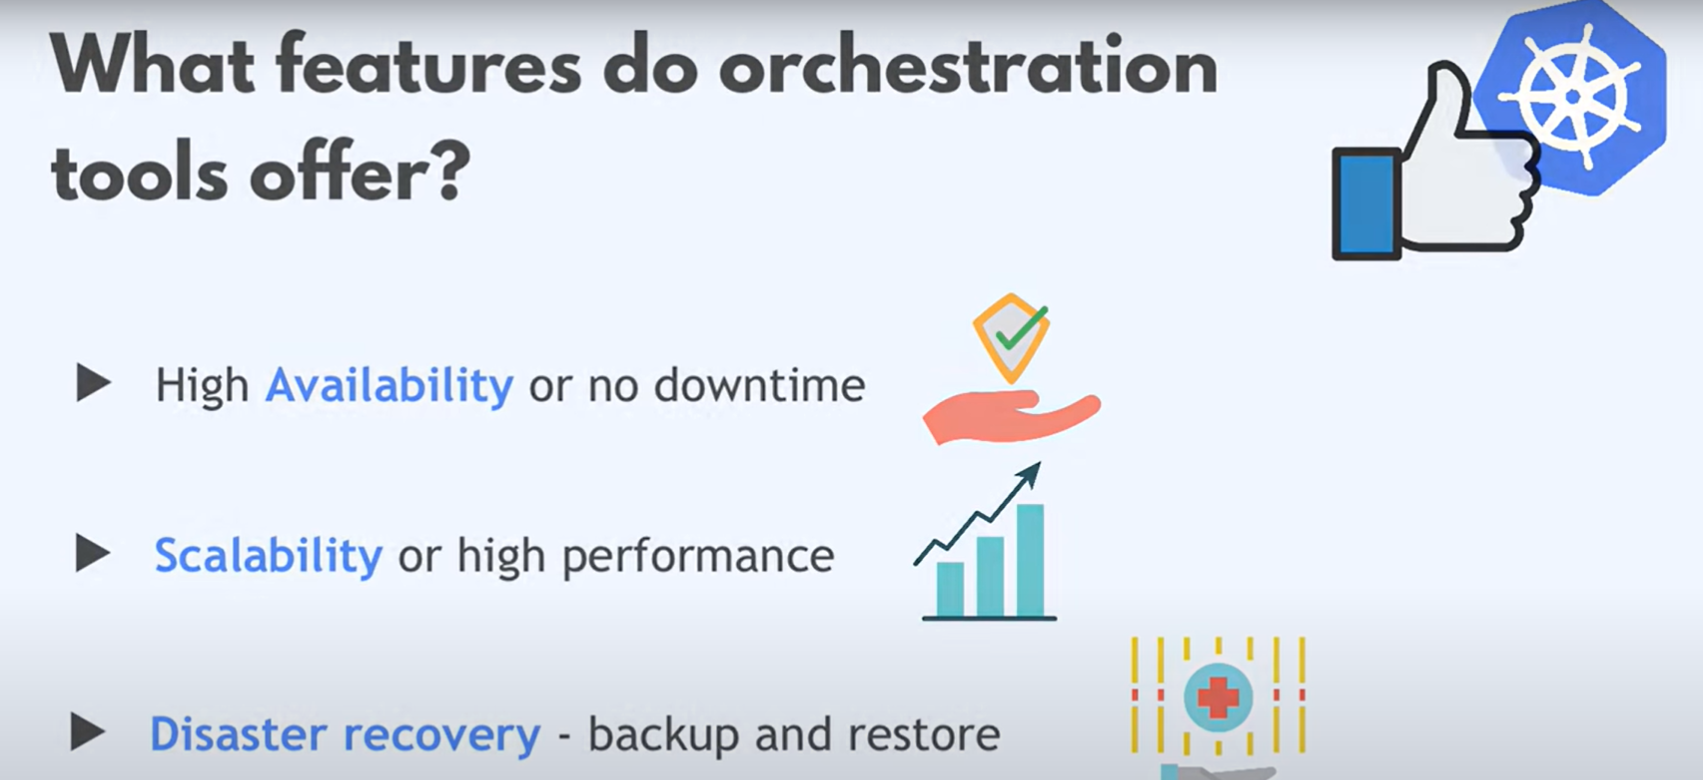 What features do orchestration
tools offer?
High Availability or no downtime
Scalability or high performance
Disaster recovery - backup and restore